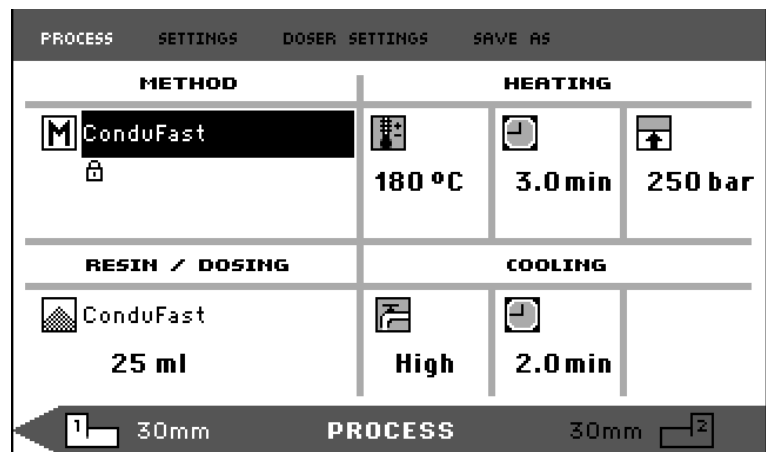 PROCESS SETTINGS DOSER SETTINGS SAVE AS
METHOD HEATING
M ConduFast
180 ºC 3.0 min 250 bar
RESIN / DOSING COOLING
ConduFast
25 ml High 2.0 min
1 30mm PROCESS 30mm 2